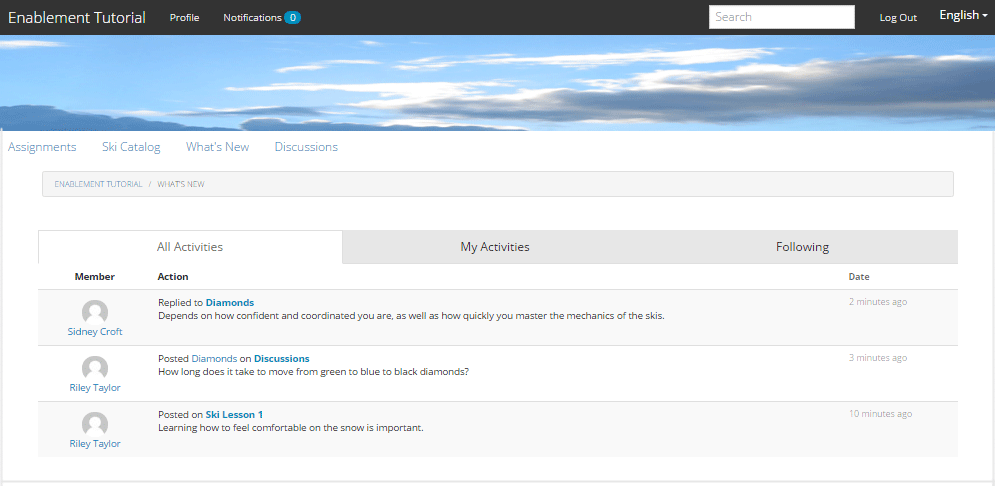 Enablement Tutorial Profile Notifications 0 Search Log Out English
Assignments Ski Catalog What's New Discussions
ENABLEMENT TUTORIAL / WHAT'S NEW
All Activities My Activities Following
Member Action Date
Replied to Diamonds 2 minutes ago
Depends on how confident and coordinated you are, as well as how quickly you master the mechanics of the skis.
Sidney Croft
Posted Diamonds on Discussions 3 minutes ago
How long does it take to move from green to blue to black diamonds?
Riley Taylor
Posted on Ski Lesson 1 10 minutes ago
Learning how to feel comfortable on the snow is important.
Riley Taylor